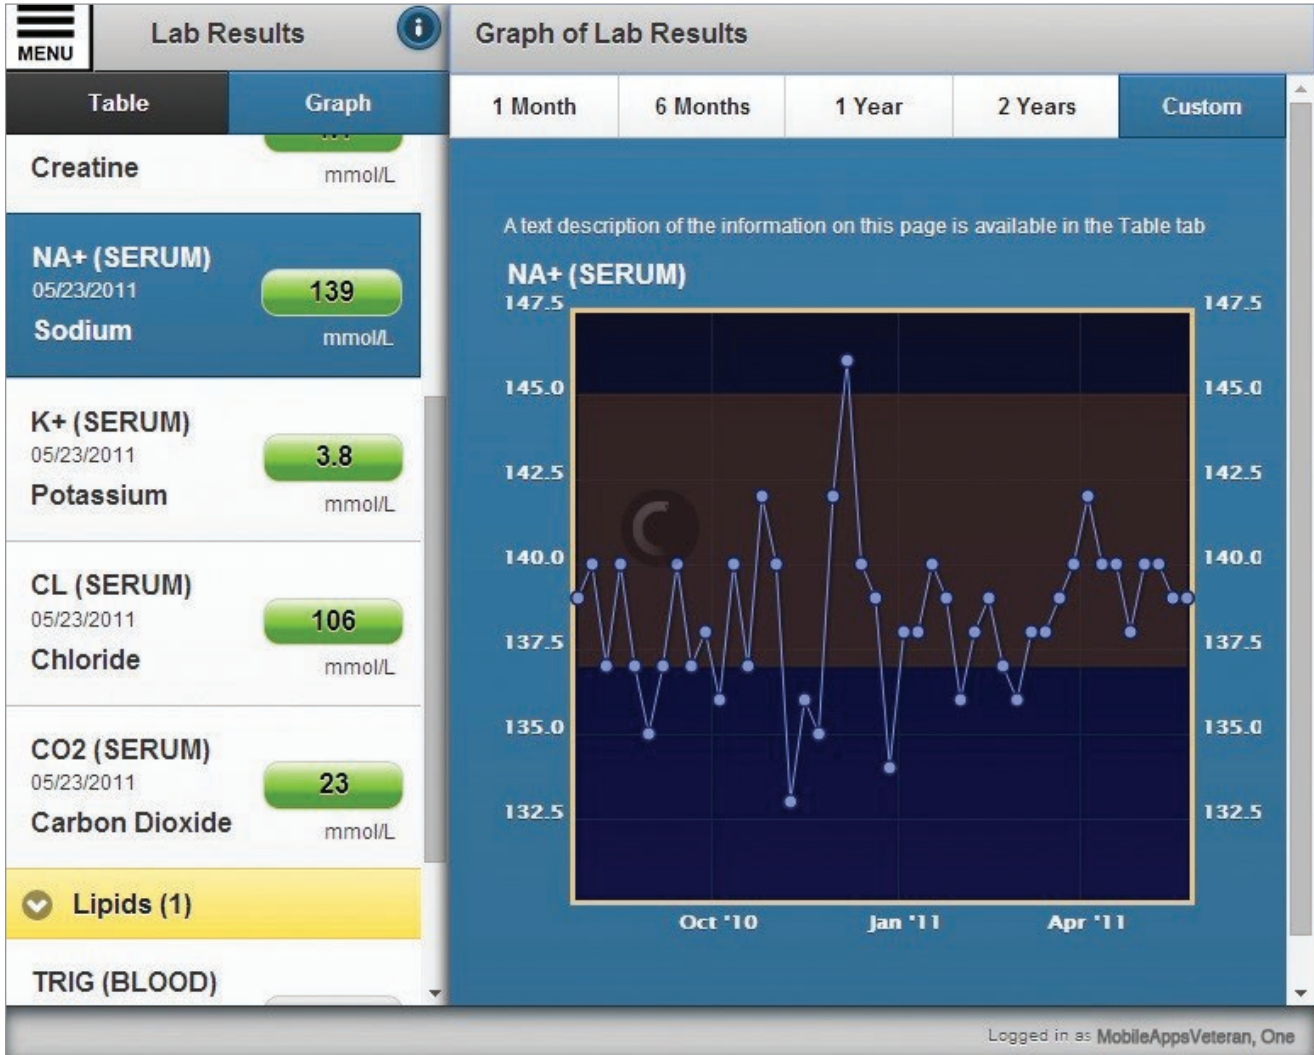 MENU
Lab Results
i
Graph of Lab Results
Table
Graph
1 Month
6 Months
1 Year
2 Years
Custom
Creatine
mmol/L
NA+ (SERUM)
05/23/2011
139
Sodium
mmol/L
K+ (SERUM)
05/23/2011
3.8
Potassium
mmol/L
CL (SERUM)
05/23/2011
106
Chloride
mmol/L
CO2 (SERUM)
05/23/2011
23
Carbon Dioxide
mmol/L
Lipids (1)
TRIG (BLOOD)
A text description of the information on this page is available in the Table tab
NA+ (SERUM)
147.5 147.5
145.0 145.0
142.5 142.5
140.0 140.0
137.5 137.5
135.0 135.0
132.5 132.5
Oct '10 Jan '11 Apr '11
Logged in as MobileAppsVeteran, One